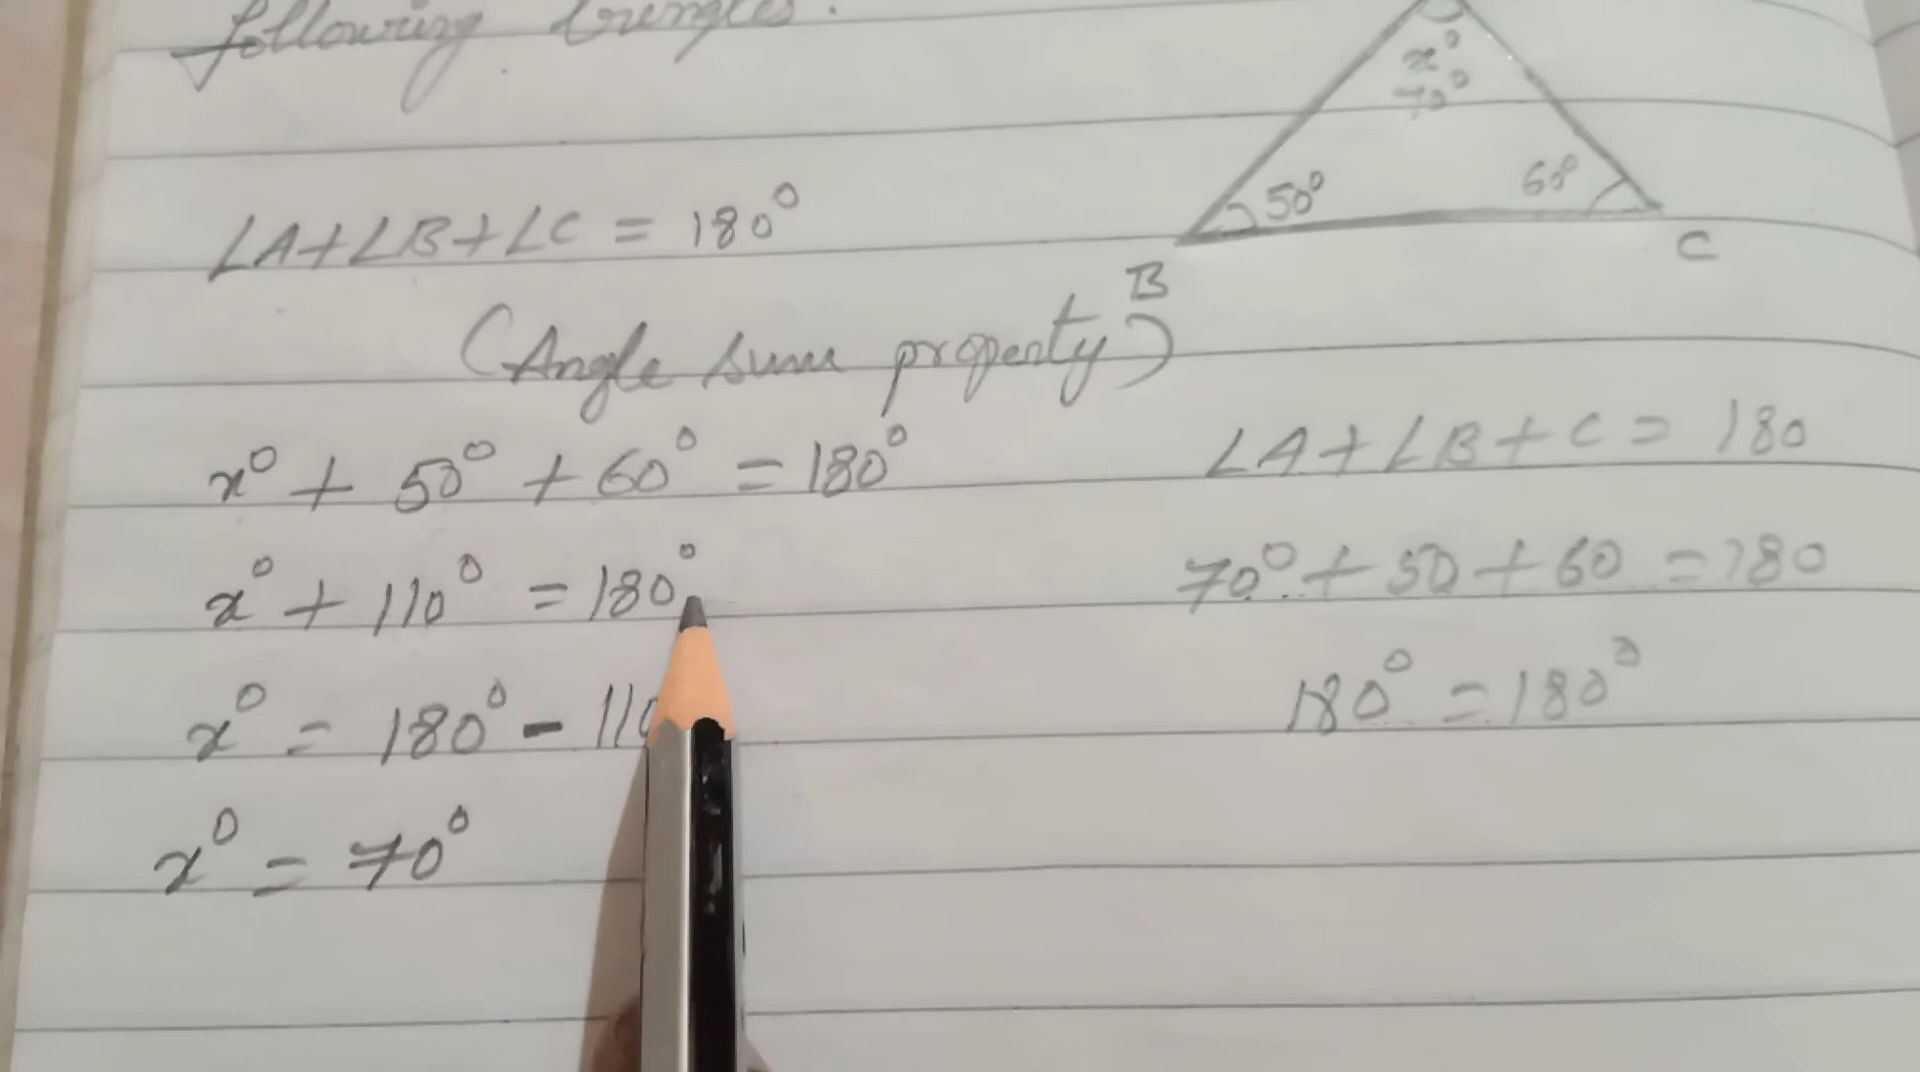 following triangles.
x°
70°
50°
60°
B
C
∠A+∠B+∠C = 180°
(Angle sum property)
x° + 50° + 60° = 180°
x° + 110° = 180°
x° = 180° - 110
x° = 70°
∠A+∠B+C = 180
70°+50+60 = 180
180° = 180°